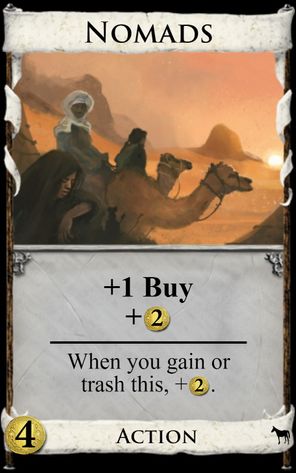 NOMADS
+1 Buy
+2
When you gain or
trash this, +2.
4
ACTION